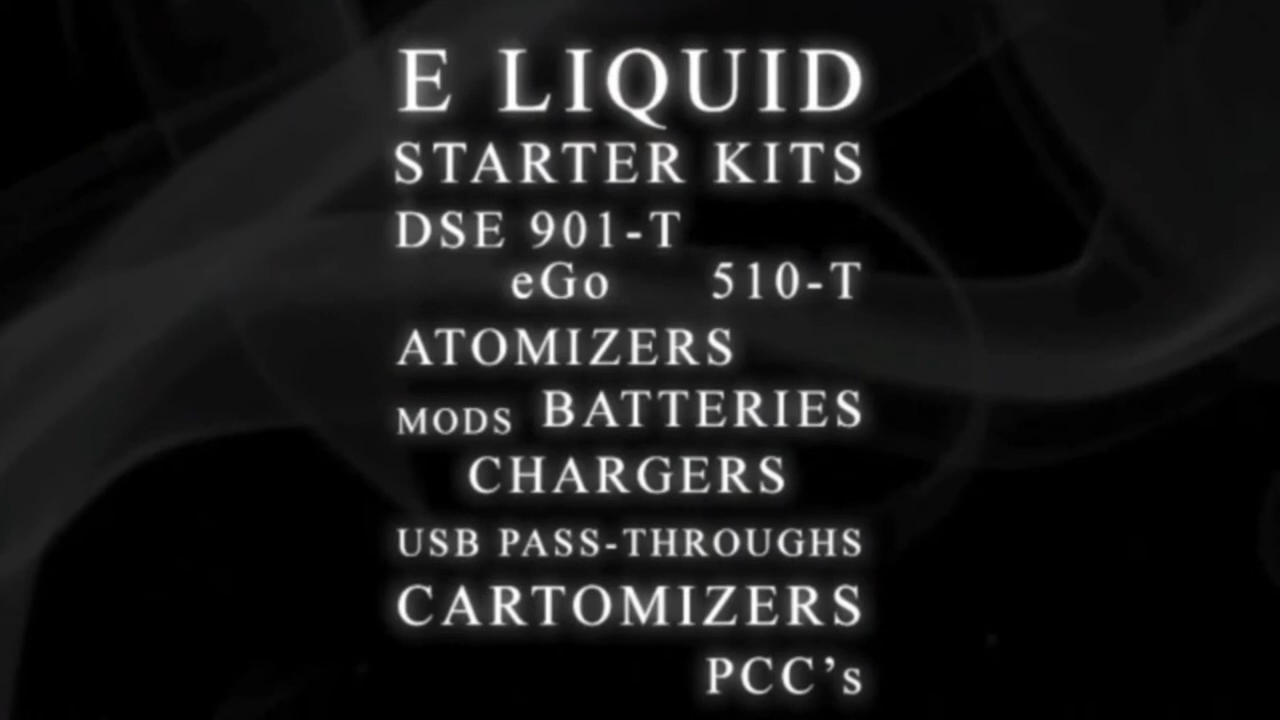 E LIQUID
STARTER KITS
DSE 901-T
eGo 510-T
ATOMIZERS
MODS BATTERIES
CHARGERS
USB PASS-THROUGHS
CARTOMIZERS
PCC’s